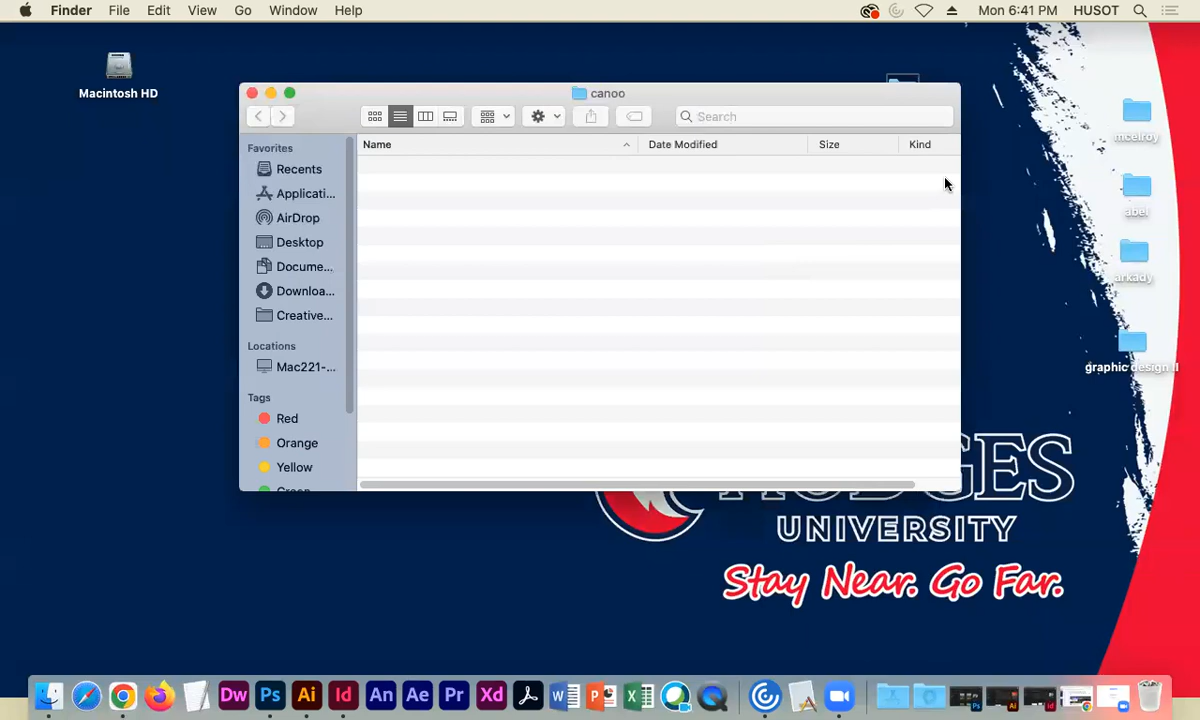 Finder File Edit View Go Window Help Mon 6:41 PM HUSOT
Macintosh HD
canoo
Search
Name Date Modified Size Kind
Favorites
Recents
Applicati...
AirDrop
Desktop
Docume...
Downloa...
Creative...
Locations
Mac221-...
Tags
Red
Orange
Yellow
Green
mcelroy
abel
arkady
graphic design II
HODGES
UNIVERSITY
Stay Near. Go Far.
Dw Ps Ai Id An Ae Pr Xd W P X